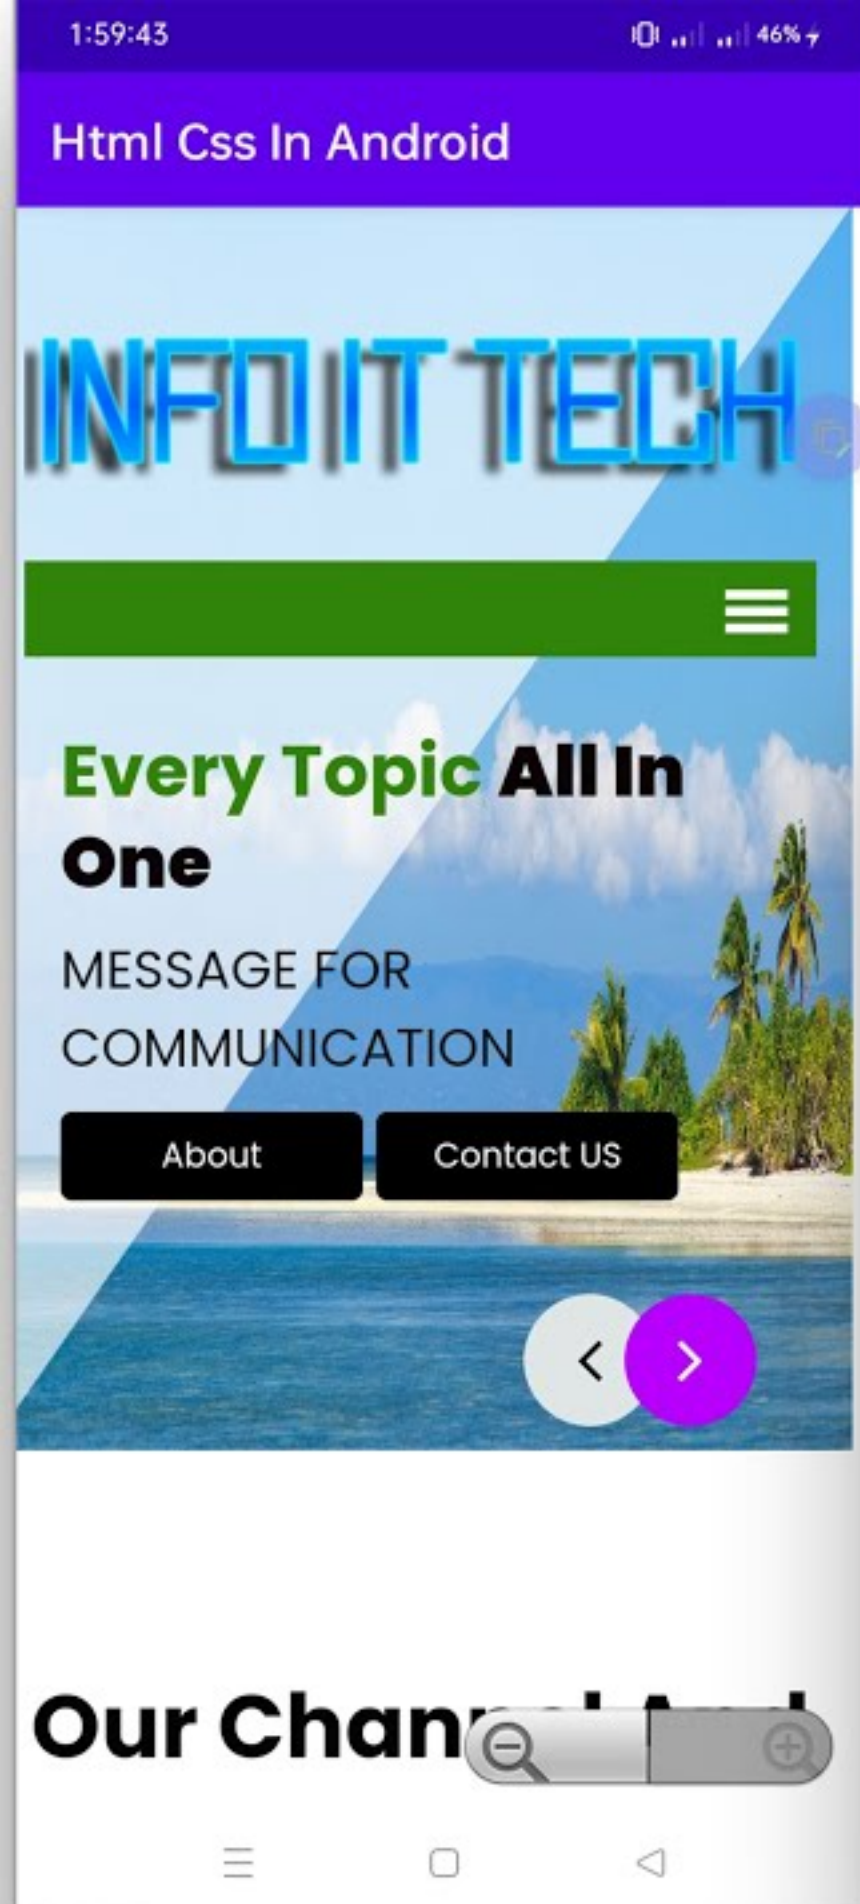 1:59:43 46%
Html Css In Android
INFO IT TECH
Every Topic All In
One
MESSAGE FOR
COMMUNICATION
About Contact US
Our